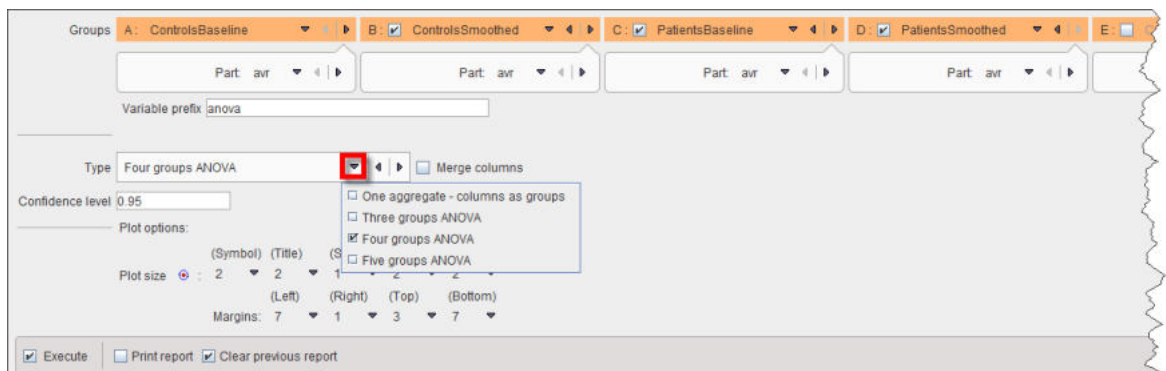 Groups A: ControlsBaseline B: ControlsSmoothed C: PatientsBaseline D: PatientsSmoothed E:
Part: avr Part: avr Part: avr Part: avr
Variable prefix anova
Type Four groups ANOVA Merge columns
One aggregate - columns as groups
Confidence level 0.95
Three groups ANOVA
Plot options:
Four groups ANOVA
(Symbol) (Title)
Five groups ANOVA
Plot size : 2 2 1 2 2
(Left) (Right) (Top) (Bottom)
Margins: 7 1 3 7
Execute Print report Clear previous report